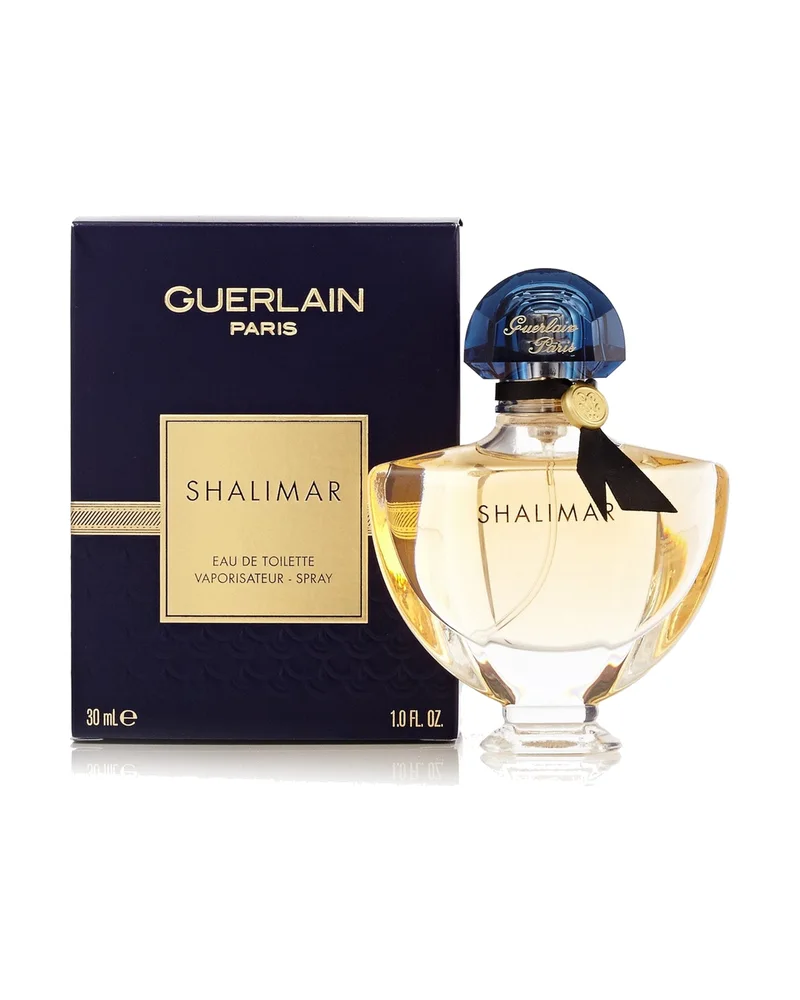 GUERLAIN
PARIS
SHALIMAR
EAU DE TOILETTE
VAPORISATEUR - SPRAY
30 mL ℮
1.0 FL. OZ.
Guerlain
Paris
SHALIMAR